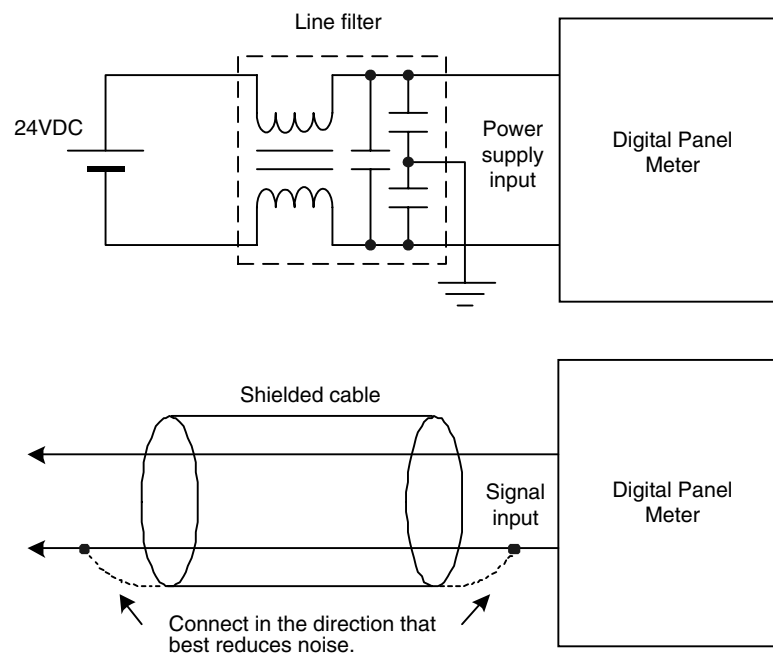 Line filter
24VDC
Power
supply
input
Digital Panel
Meter
Shielded cable
Signal
input
Digital Panel
Meter
Connect in the direction that
best reduces noise.